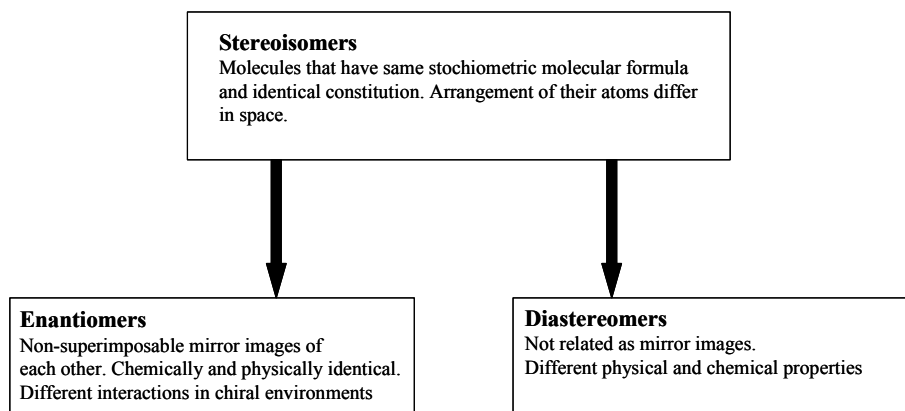 Stereoisomers
Molecules that have same stochiometric molecular formula
and identical constitution. Arrangement of their atoms differ
in space.
Enantiomers
Non-superimposable mirror images of
each other. Chemically and physically identical.
Different interactions in chiral environments
Diastereomers
Not related as mirror images.
Different physical and chemical properties